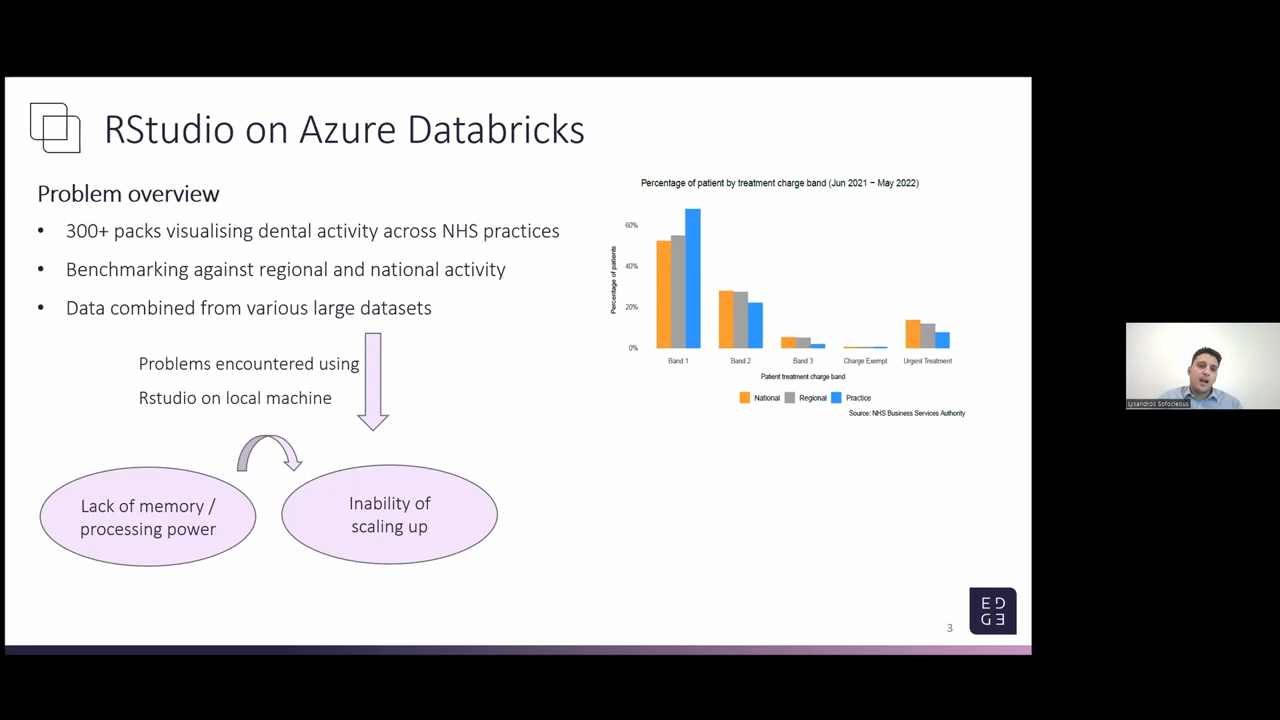 RStudio on Azure Databricks
Problem overview
• 300+ packs visualising dental activity across NHS practices
• Benchmarking against regional and national activity
• Data combined from various large datasets
Problems encountered using
Rstudio on local machine
Lack of memory /
processing power
Inability of
scaling up
Percentage of patient by treatment charge band (Jun 2021 − May 2022)
Percentage of patients
60%
40%
20%
0%
Band 1 Band 2 Band 3 Charge Exempt Urgent Treatment
Patient treatment charge band
National Regional Practice
Source: NHS Business Services Authority
Lysandros Sofocleous
3
ED
GE